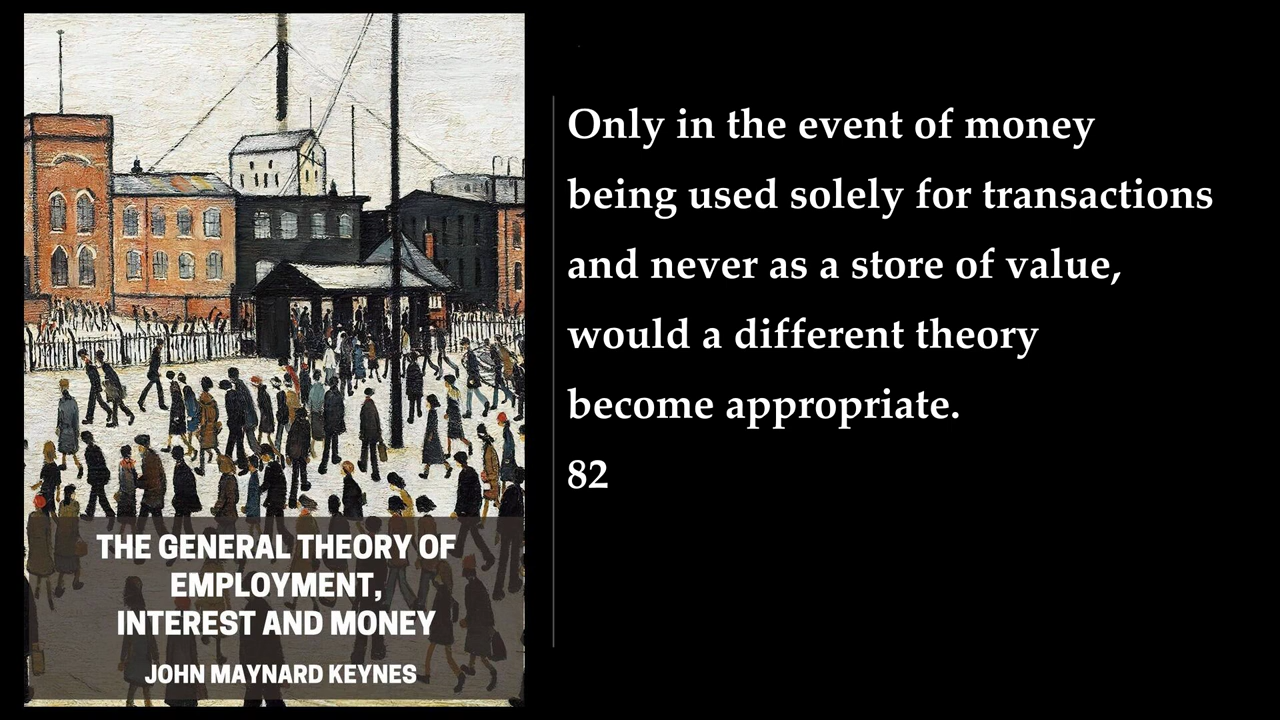 Only in the event of money
being used solely for transactions
and never as a store of value,
would a different theory
become appropriate.
82
THE GENERAL THEORY OF
EMPLOYMENT,
INTEREST AND MONEY
JOHN MAYNARD KEYNES